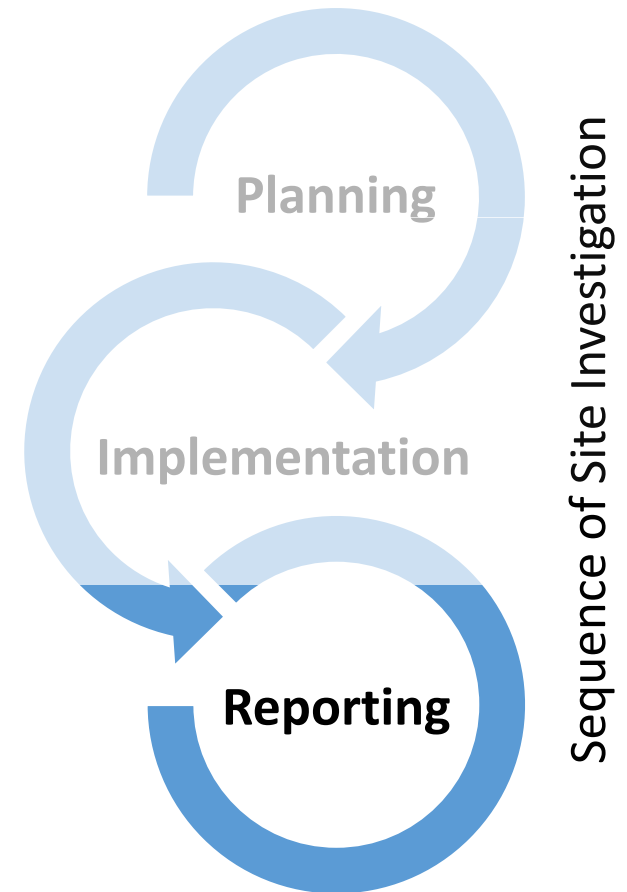 Planning
Implementation
Reporting
Sequence of Site Investigation